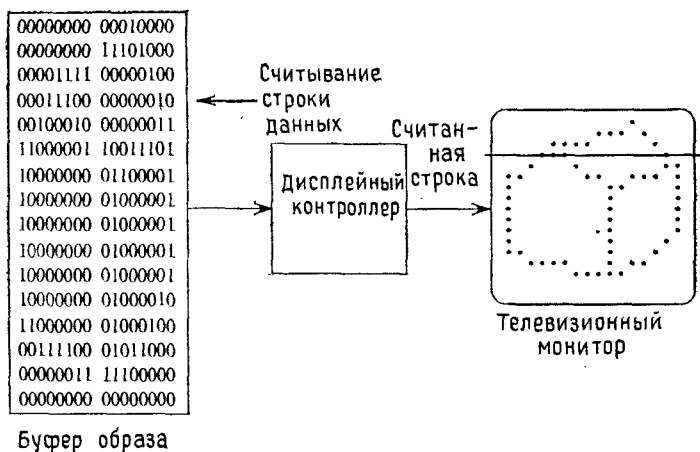 00000000 00010000
00000000 11101000
00001111 00000100
00011100 00000010
00100010 00000011
11000001 10011101
10000000 01100001
10000000 01000001
10000000 01000001
10000000 01000001
10000000 01000001
10000000 01000010
11000000 01000100
00111100 01011000
00000011 11100000
00000000 00000000
Буфер образа
Считывание
строки
данных
Дисплейный
контроллер
Считан-
ная
строка
Телевизионный
монитор